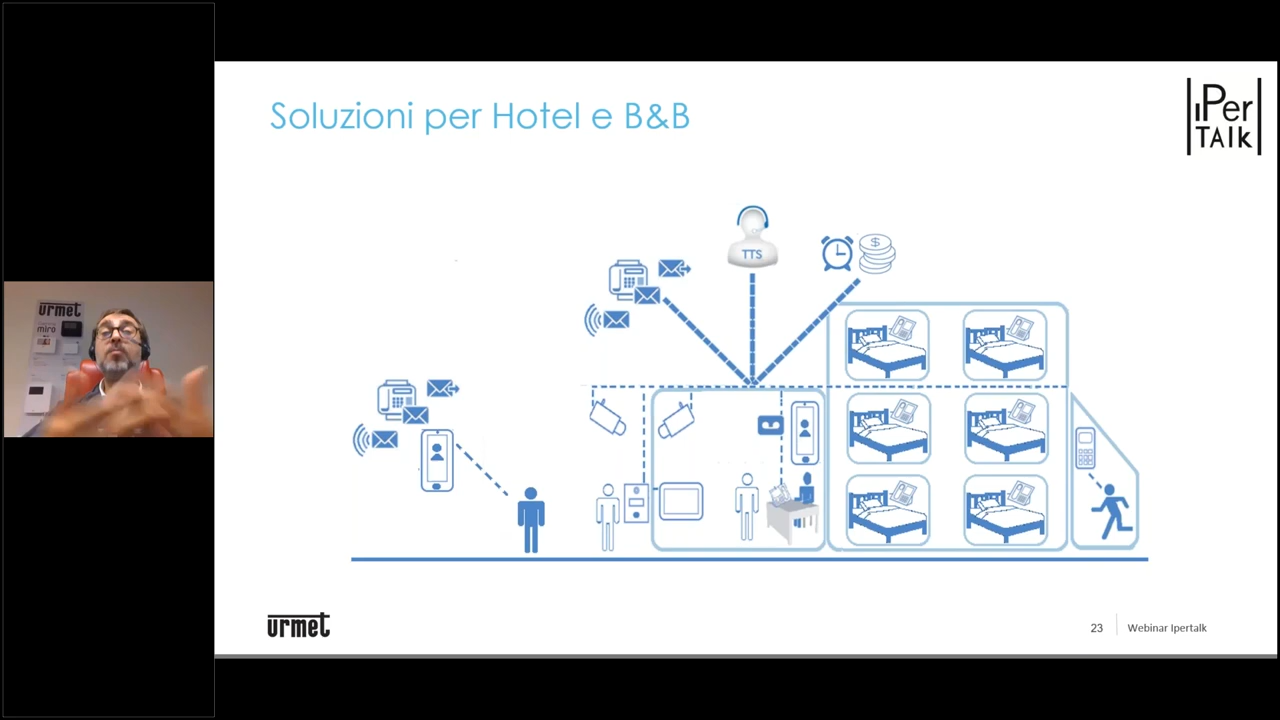 Soluzioni per Hotel e B&B
iPer
TAlk
TTS
$
urmet
miro
urmet
23
Webinar Ipertalk